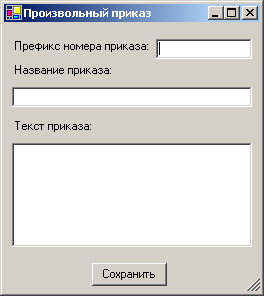 Произвольный приказ
Префикс номера приказа:
Название приказа:
Текст приказа:
Сохранить